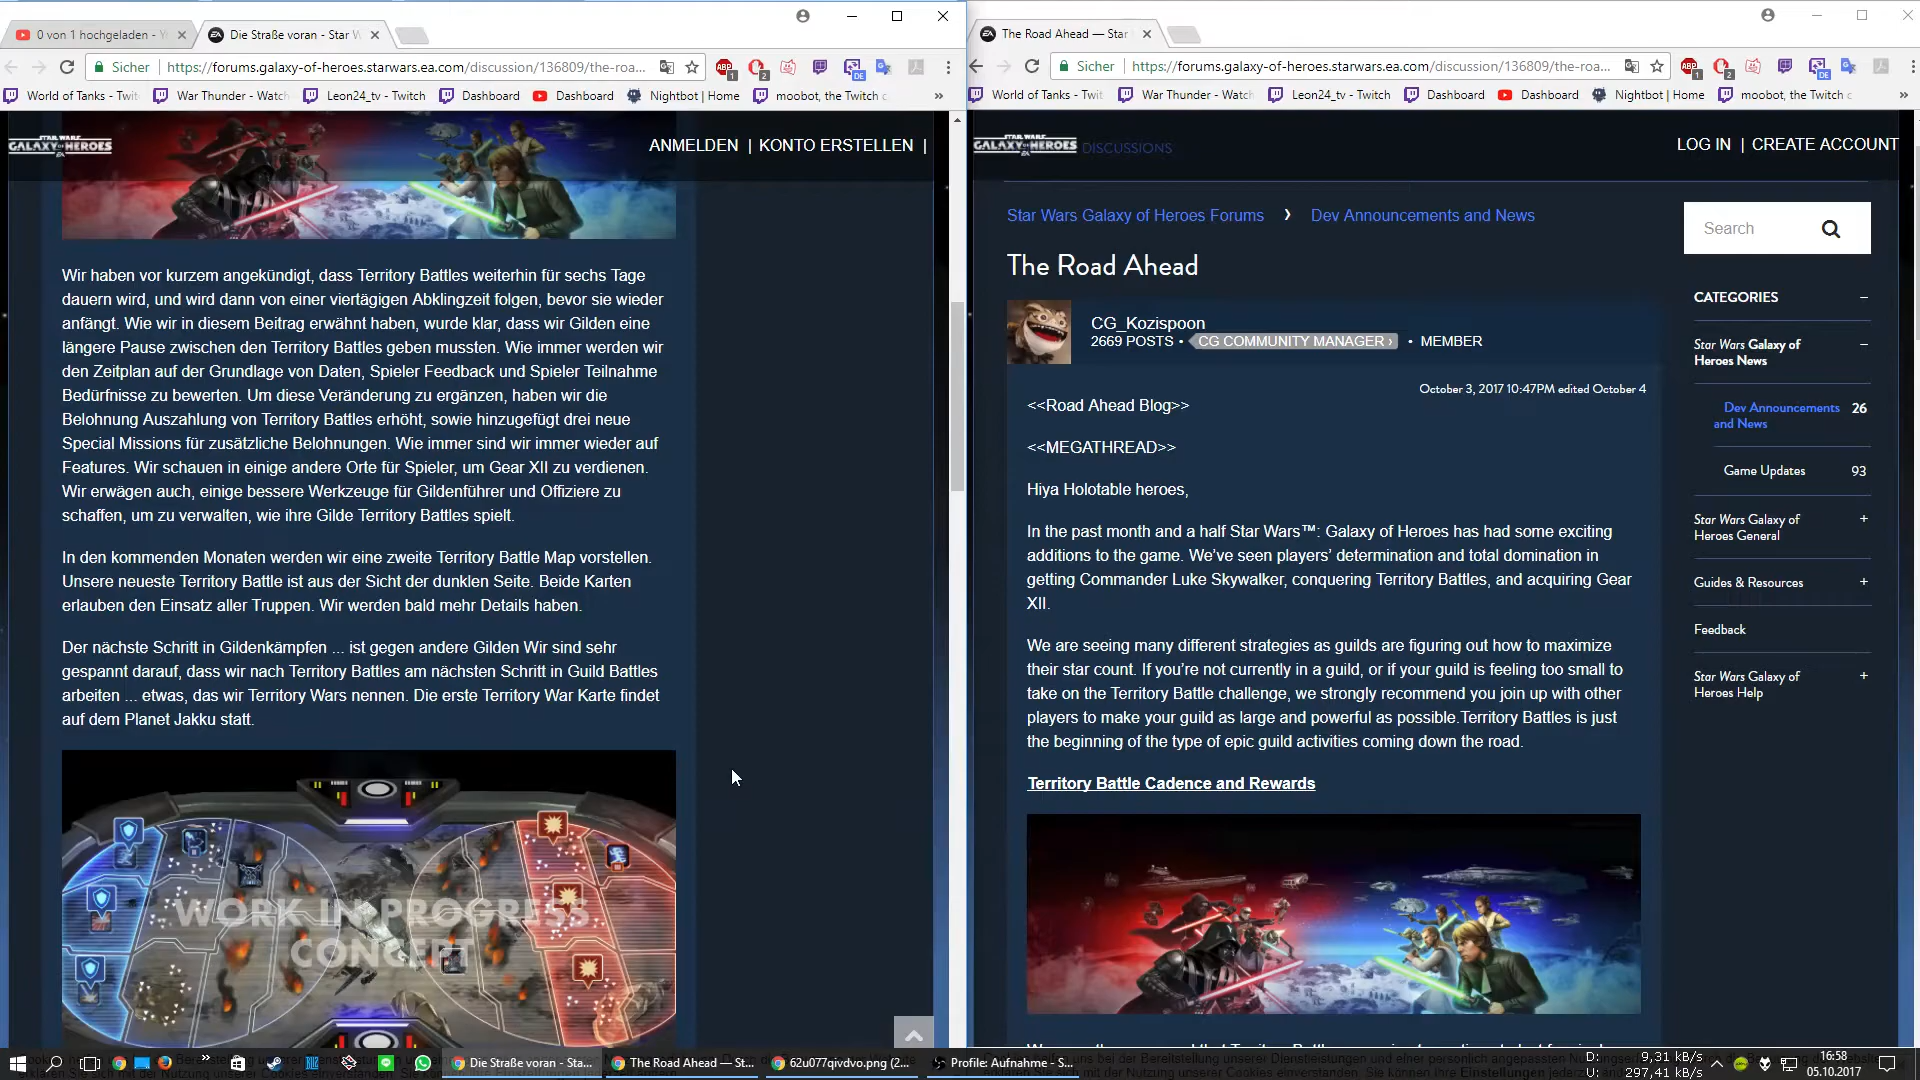 0 von 1 hochgeladen - Y
Die Straße voran - Star W
Sicher
https://forums.galaxy-of-heroes.starwars.ea.com/discussion/136809/the-roa...
World of Tanks - Twit
War Thunder - Watch
Leon24_tv - Twitch
Dashboard
Dashboard
Nightbot | Home
moobot, the Twitch c
»
STAR WARS
GALAXY OF HEROES
ANMELDEN | KONTO ERSTELLEN |
Wir haben vor kurzem angekündigt, dass Territory Battles weiterhin für sechs Tage
dauern wird, und wird dann von einer viertägigen Abklingzeit folgen, bevor sie wieder
anfängt. Wie wir in diesem Beitrag erwähnt haben, wurde klar, dass wir Gilden eine
längere Pause zwischen den Territory Battles geben mussten. Wie immer werden wir
den Zeitplan auf der Grundlage von Daten, Spieler Feedback und Spieler Teilnahme
Bedürfnisse zu bewerten. Um diese Veränderung zu ergänzen, haben wir die
Belohnung Auszahlung von Territory Battles erhöht, sowie hinzugefügt drei neue
Special Missions für zusätzliche Belohnungen. Wie immer sind wir immer wieder auf
Features. Wir schauen in einige andere Orte für Spieler, um Gear XII zu verdienen.
Wir erwägen auch, einige bessere Werkzeuge für Gildenführer und Offiziere zu
schaffen, um zu verwalten, wie ihre Gilde Territory Battles spielt.
In den kommenden Monaten werden wir eine zweite Territory Battle Map vorstellen.
Unsere neueste Territory Battle ist aus der Sicht der dunklen Seite. Beide Karten
erlauben den Einsatz aller Truppen. Wir werden bald mehr Details haben.
Der nächste Schritt in Gildenkämpfen ... ist gegen andere Gilden Wir sind sehr
gespannt darauf, dass wir nach Territory Battles am nächsten Schritt in Guild Battles
arbeiten ... etwas, das wir Territory Wars nennen. Die erste Territory War Karte findet
auf dem Planet Jakku statt.
WORK IN PROGRESS
CONCEPT
The Road Ahead — Star
Sicher
https://forums.galaxy-of-heroes.starwars.ea.com/discussion/136809/the-roa...
World of Tanks - Twit
War Thunder - Watch
Leon24_tv - Twitch
Dashboard
Dashboard
Nightbot | Home
moobot, the Twitch c
»
STAR WARS
GALAXY OF HEROES DISCUSSIONS
LOG IN | CREATE ACCOUNT
Star Wars Galaxy of Heroes Forums › Dev Announcements and News
The Road Ahead
CG_Kozispoon
2669 POSTS • CG COMMUNITY MANAGER › • MEMBER
October 3, 2017 10:47PM edited October 4
<<Road Ahead Blog>>
<<MEGATHREAD>>
Hiya Holotable heroes,
In the past month and a half Star Wars™: Galaxy of Heroes has had some exciting
additions to the game. We've seen players' determination and total domination in
getting Commander Luke Skywalker, conquering Territory Battles, and acquiring Gear
XII.
We are seeing many different strategies as guilds are figuring out how to maximize
their star count. If you're not currently in a guild, or if your guild is feeling too small to
take on the Territory Battle challenge, we strongly recommend you join up with other
players to make your guild as large and powerful as possible.Territory Battles is just
the beginning of the type of epic guild activities coming down the road.
Territory Battle Cadence and Rewards
Search
CATEGORIES –
Star Wars Galaxy of
Heroes News –
Dev Announcements
and News 26
Game Updates 93
Star Wars Galaxy of
Heroes General +
Guides & Resources +
Feedback
Star Wars Galaxy of
Heroes Help +
Die Straße voran - Sta...
The Road Ahead — St...
62u077qivdvo.png (2...
Profile: Aufnahme - S...
D: 9,31 kB/s
U: 297,41 kB/s
16:58
05.10.2017